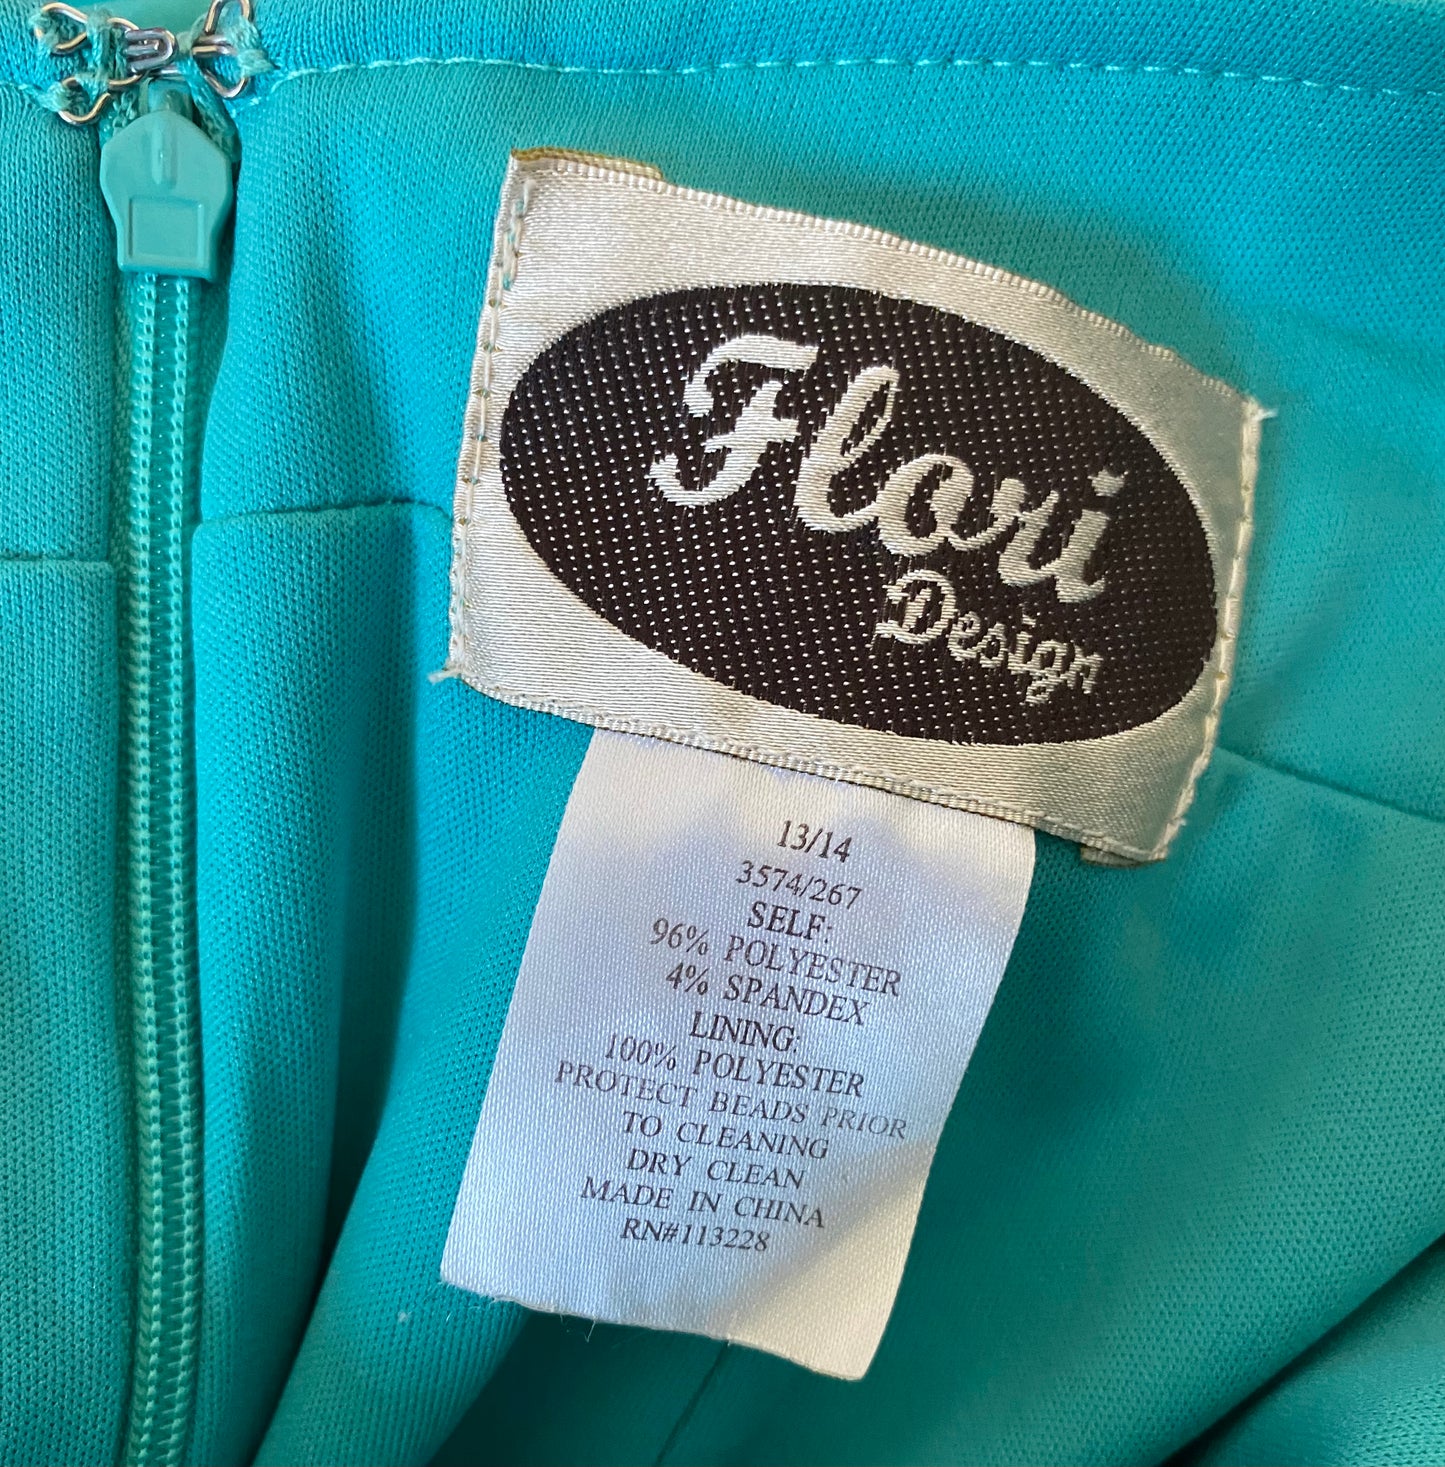 Flori
Design
13/14
3574/267
SELF:
96% POLYESTER
4% SPANDEX
LINING:
100% POLYESTER
PROTECT BEADS PRIOR
TO CLEANING
DRY CLEAN
MADE IN CHINA
RN#113228